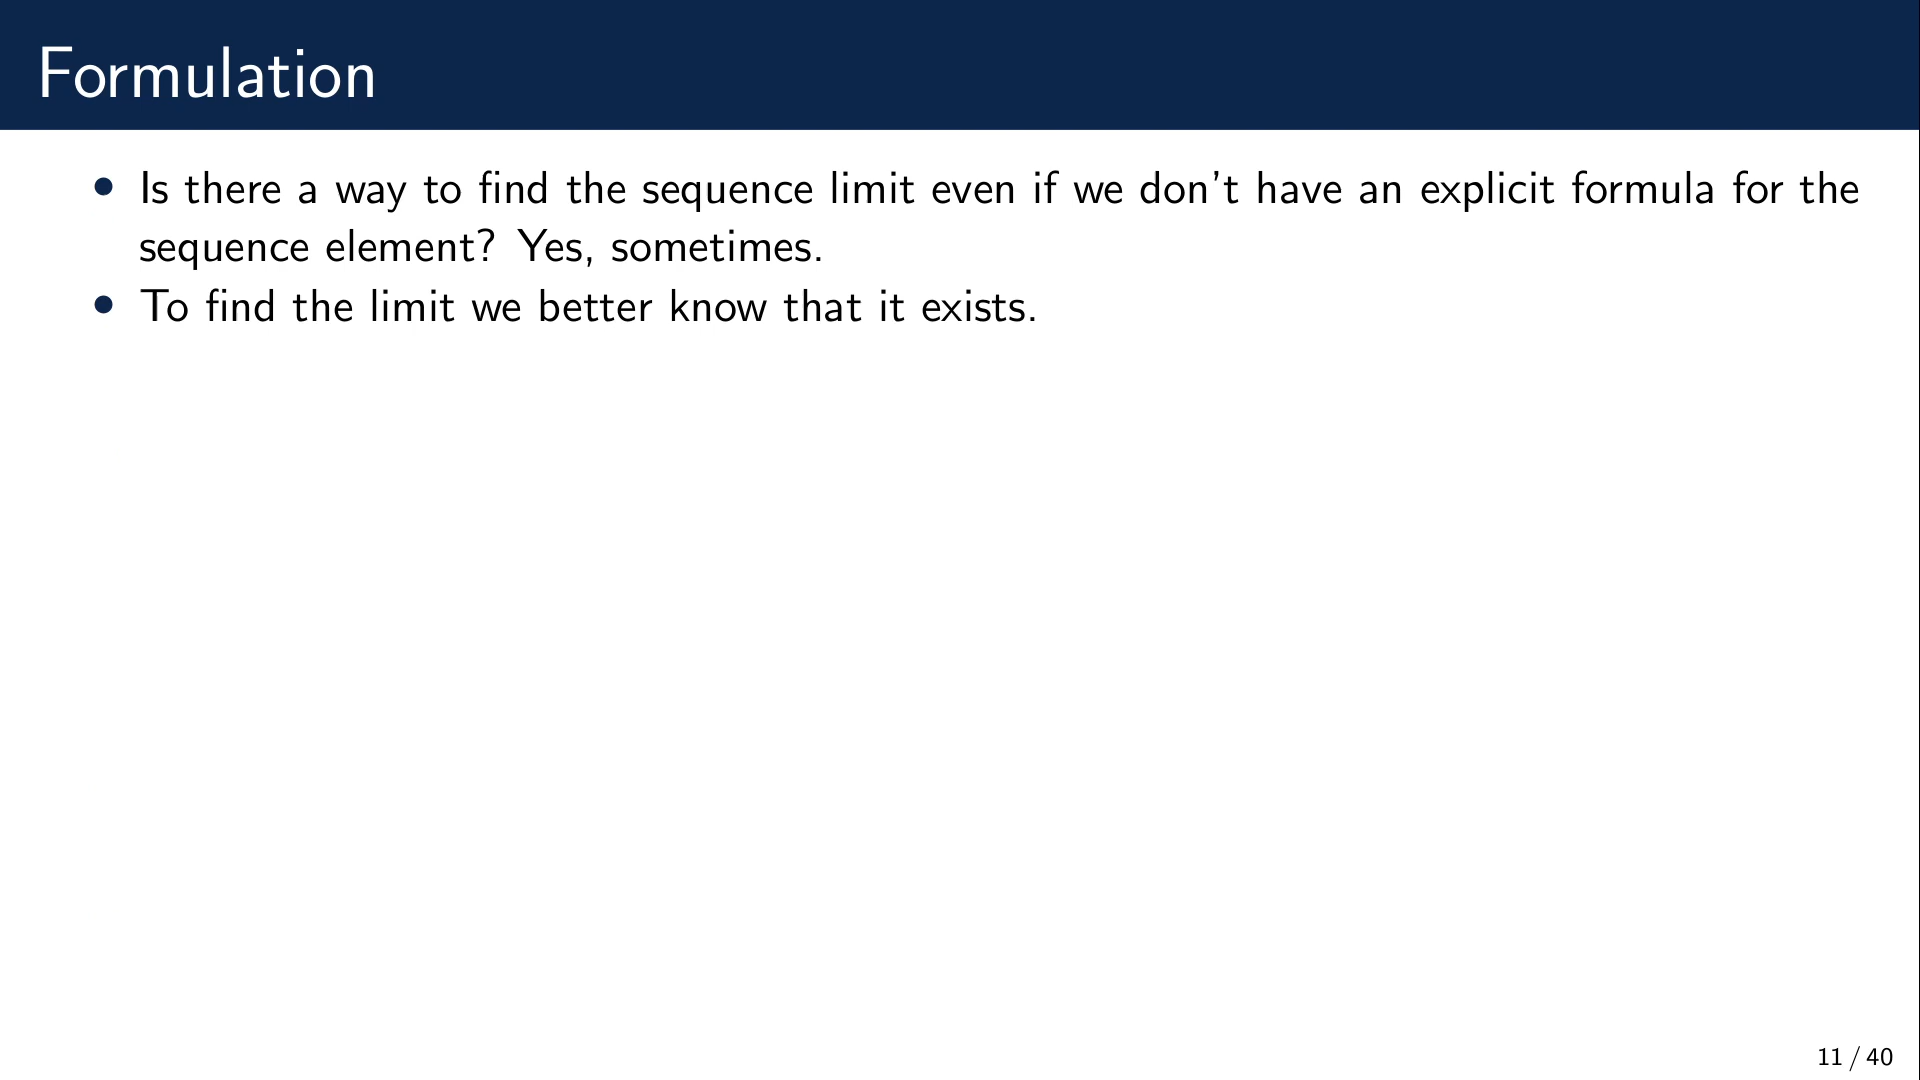 Formulation
• Is there a way to find the sequence limit even if we don't have an explicit formula for the
sequence element? Yes, sometimes.
• To find the limit we better know that it exists.
11 / 40